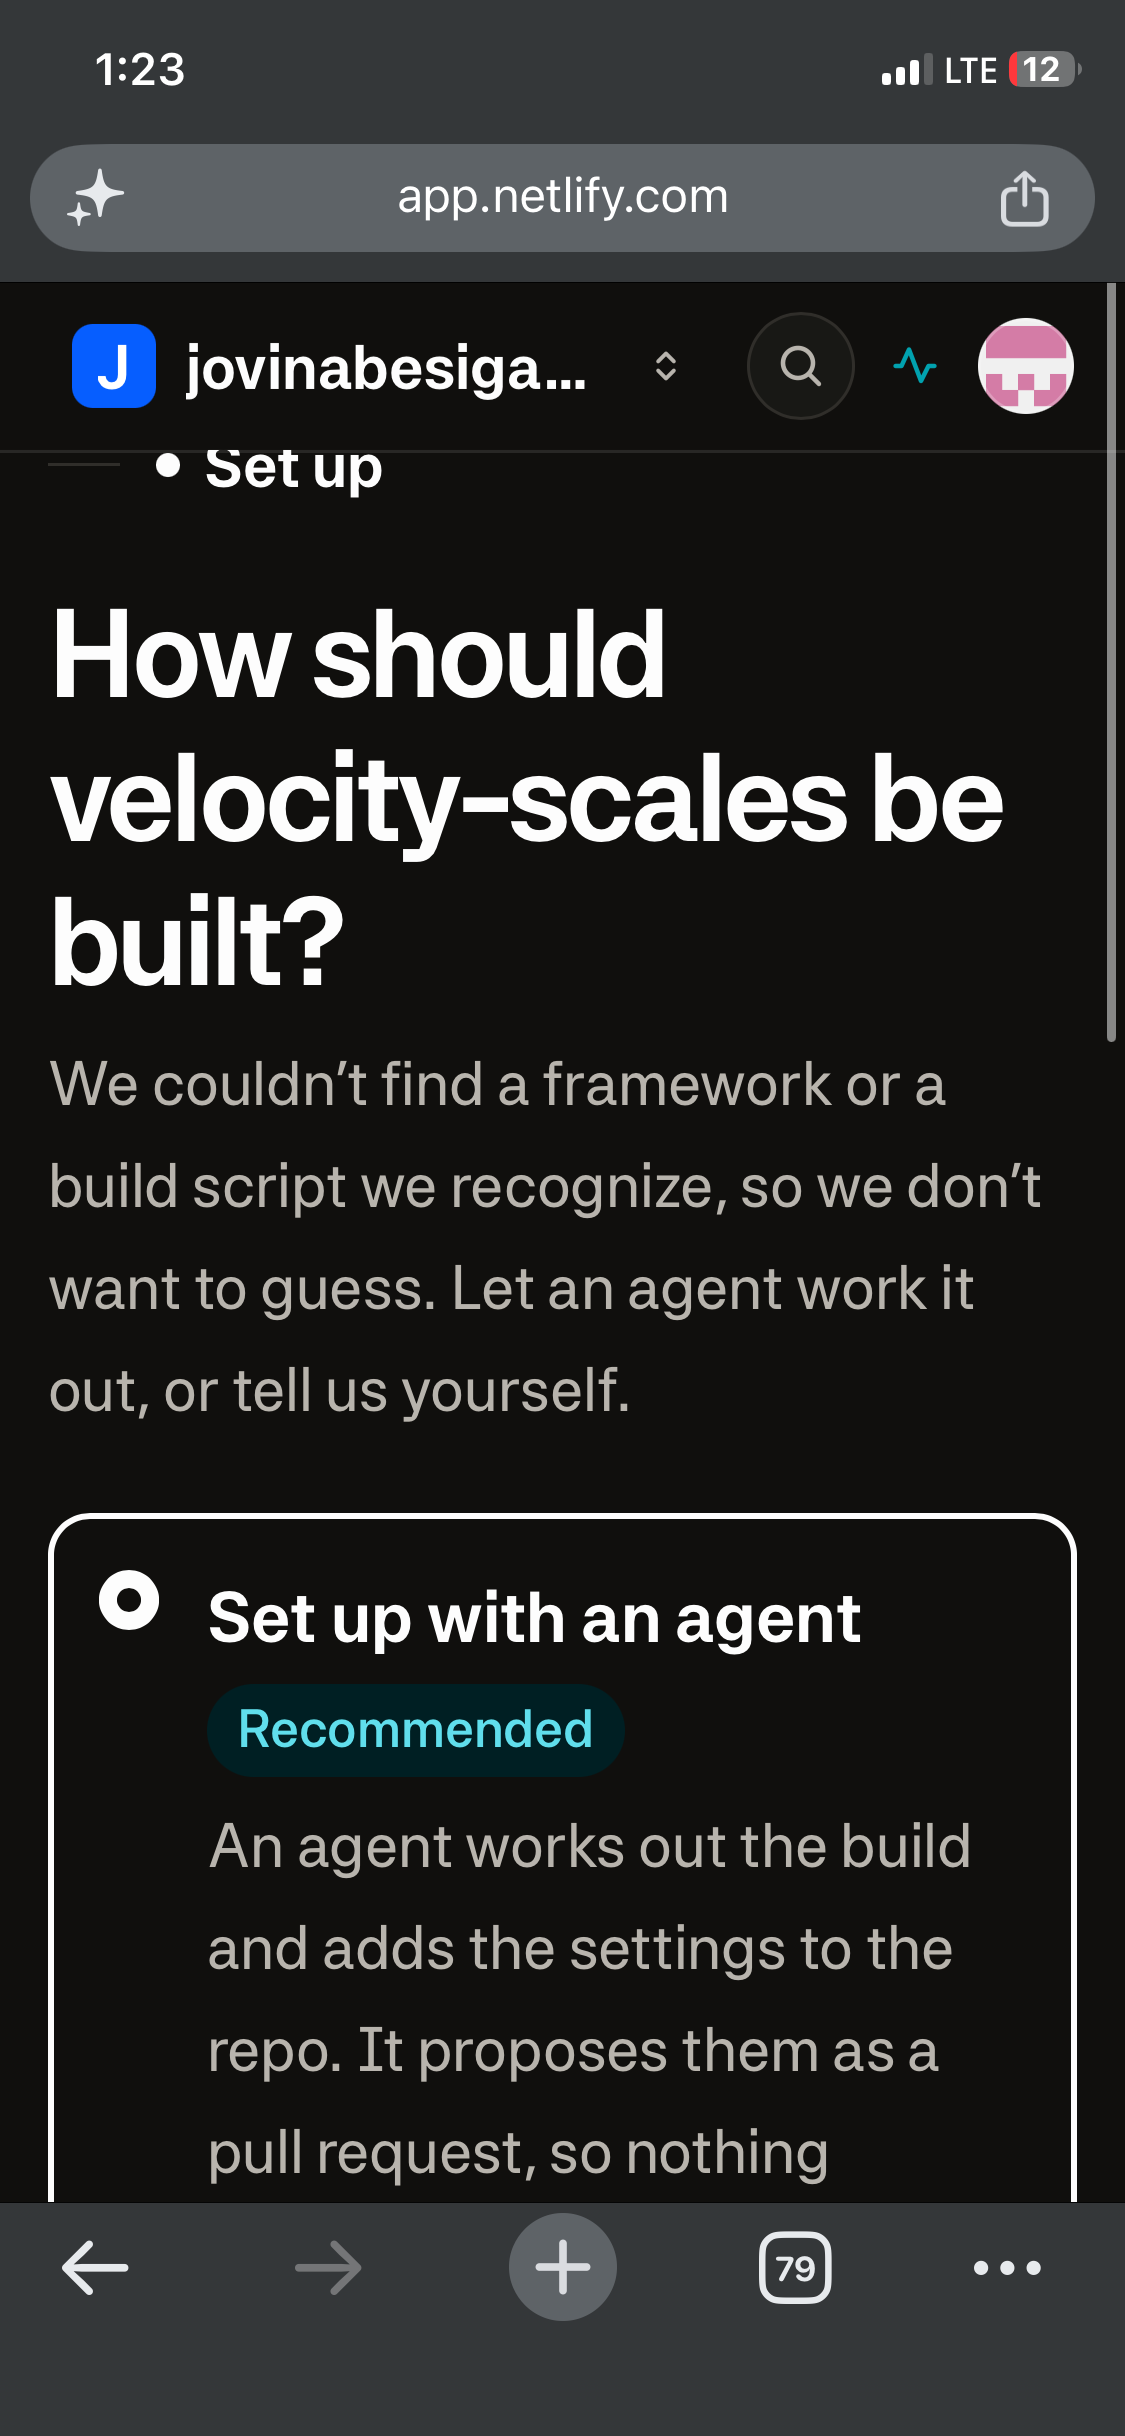 1:23
LTE
12
app.netlify.com
J
jovinabesiga...
Set up
How should
velocity-scales be
built?
We couldn’t find a framework or a
build script we recognize, so we don’t
want to guess. Let an agent work it
out, or tell us yourself.
Set up with an agent
Recommended
An agent works out the build
and adds the settings to the
repo. It proposes them as a
pull request, so nothing
79